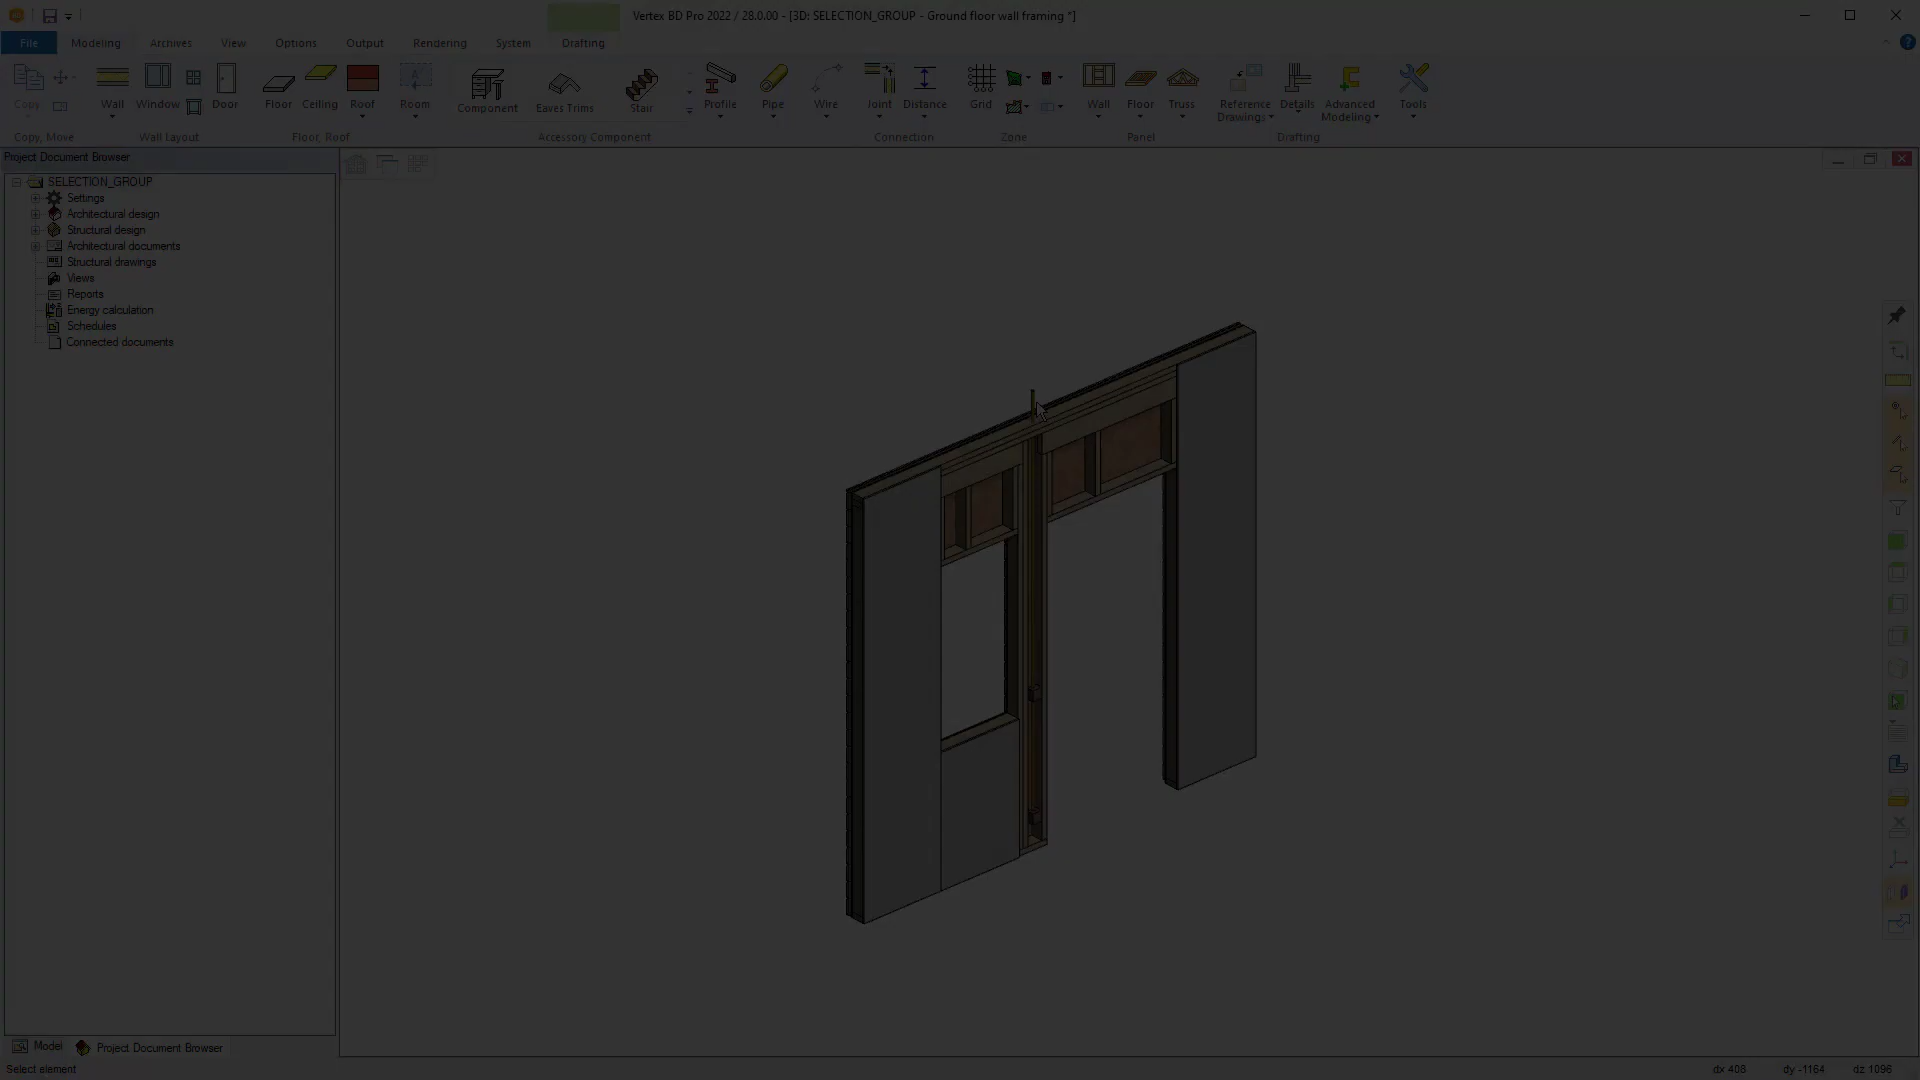 Vertex BD Pro 2022 / 28.0.00 - [3D: SELECTION_GROUP - Ground floor wall framing *]
File Modeling Archives View Options Output Rendering System Drafting
Copy Wall Window Door Floor Ceiling Roof Room Component Eaves Trims Stair Profile Pipe Wire Joint Distance Grid Wall Floor Truss Reference Drawings Details Advanced Modeling Tools
Copy, Move Wall Layout Floor, Roof Accessory Component Connection Zone Panel Drafting
Project Document Browser
SELECTION_GROUP
Settings
Architectural design
Structural design
Architectural documents
Structural drawings
Views
Reports
Energy calculation
Schedules
Connected documents
Model Project Document Browser
Select element dx 408 dy -1164 dz 1096